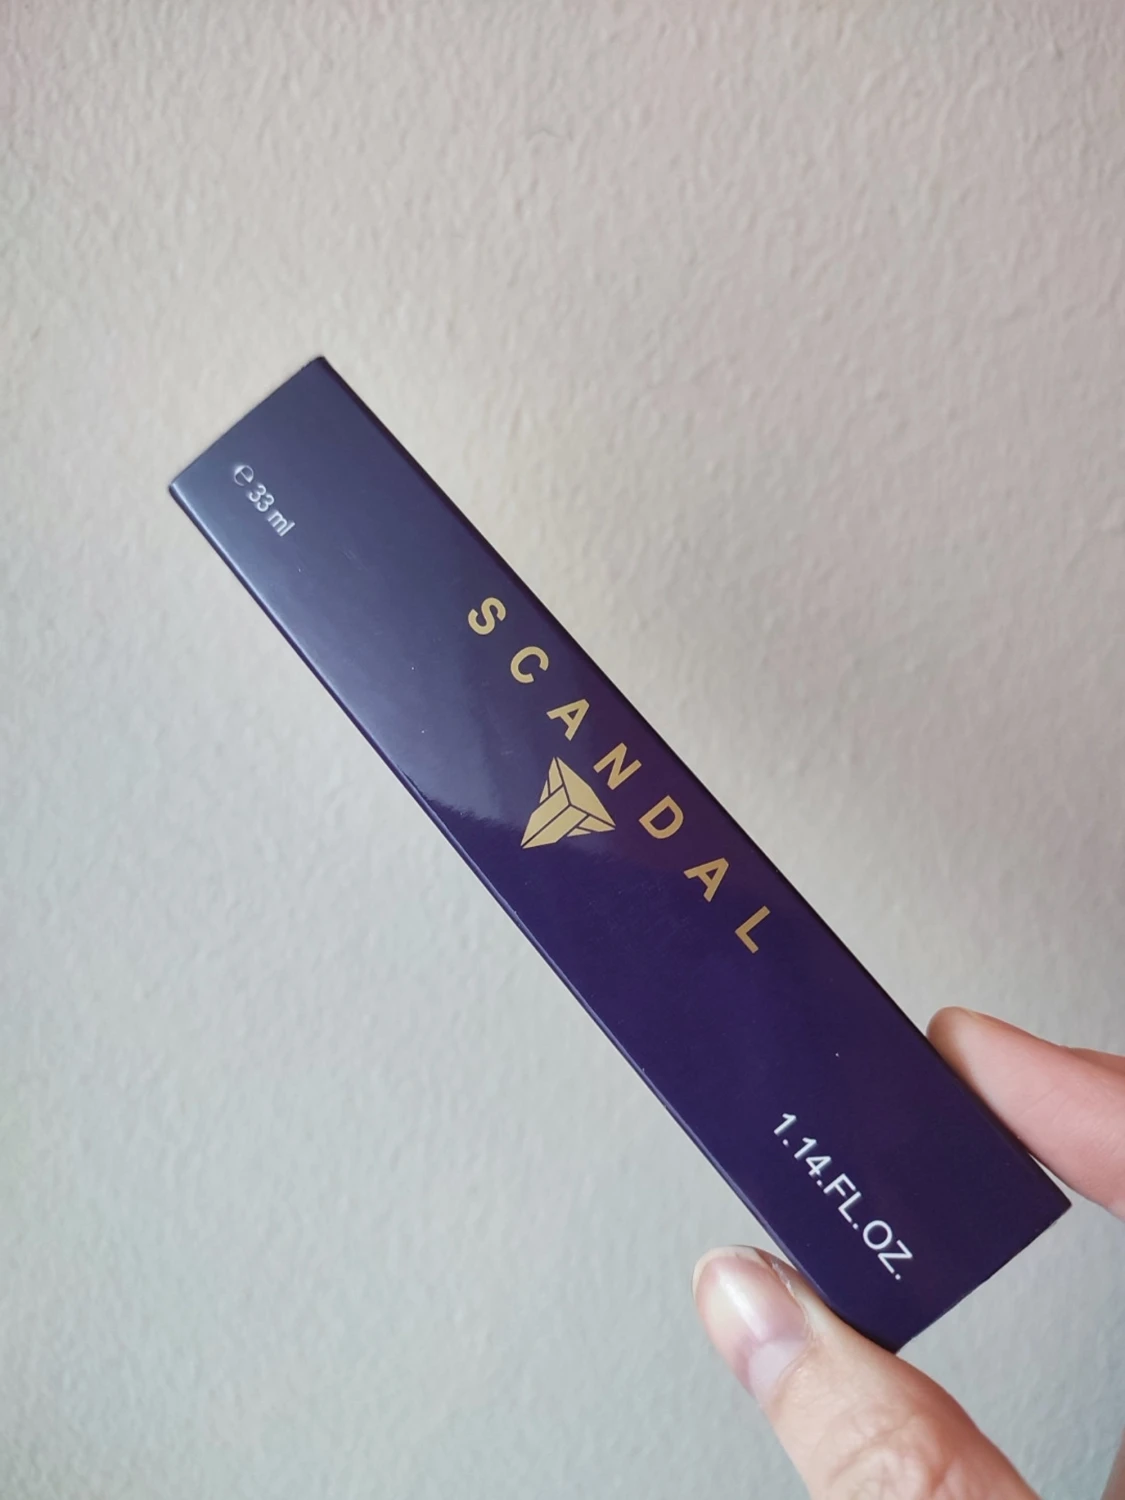 ℮ 33 ml
SCANDAL
1.14.FL.OZ.